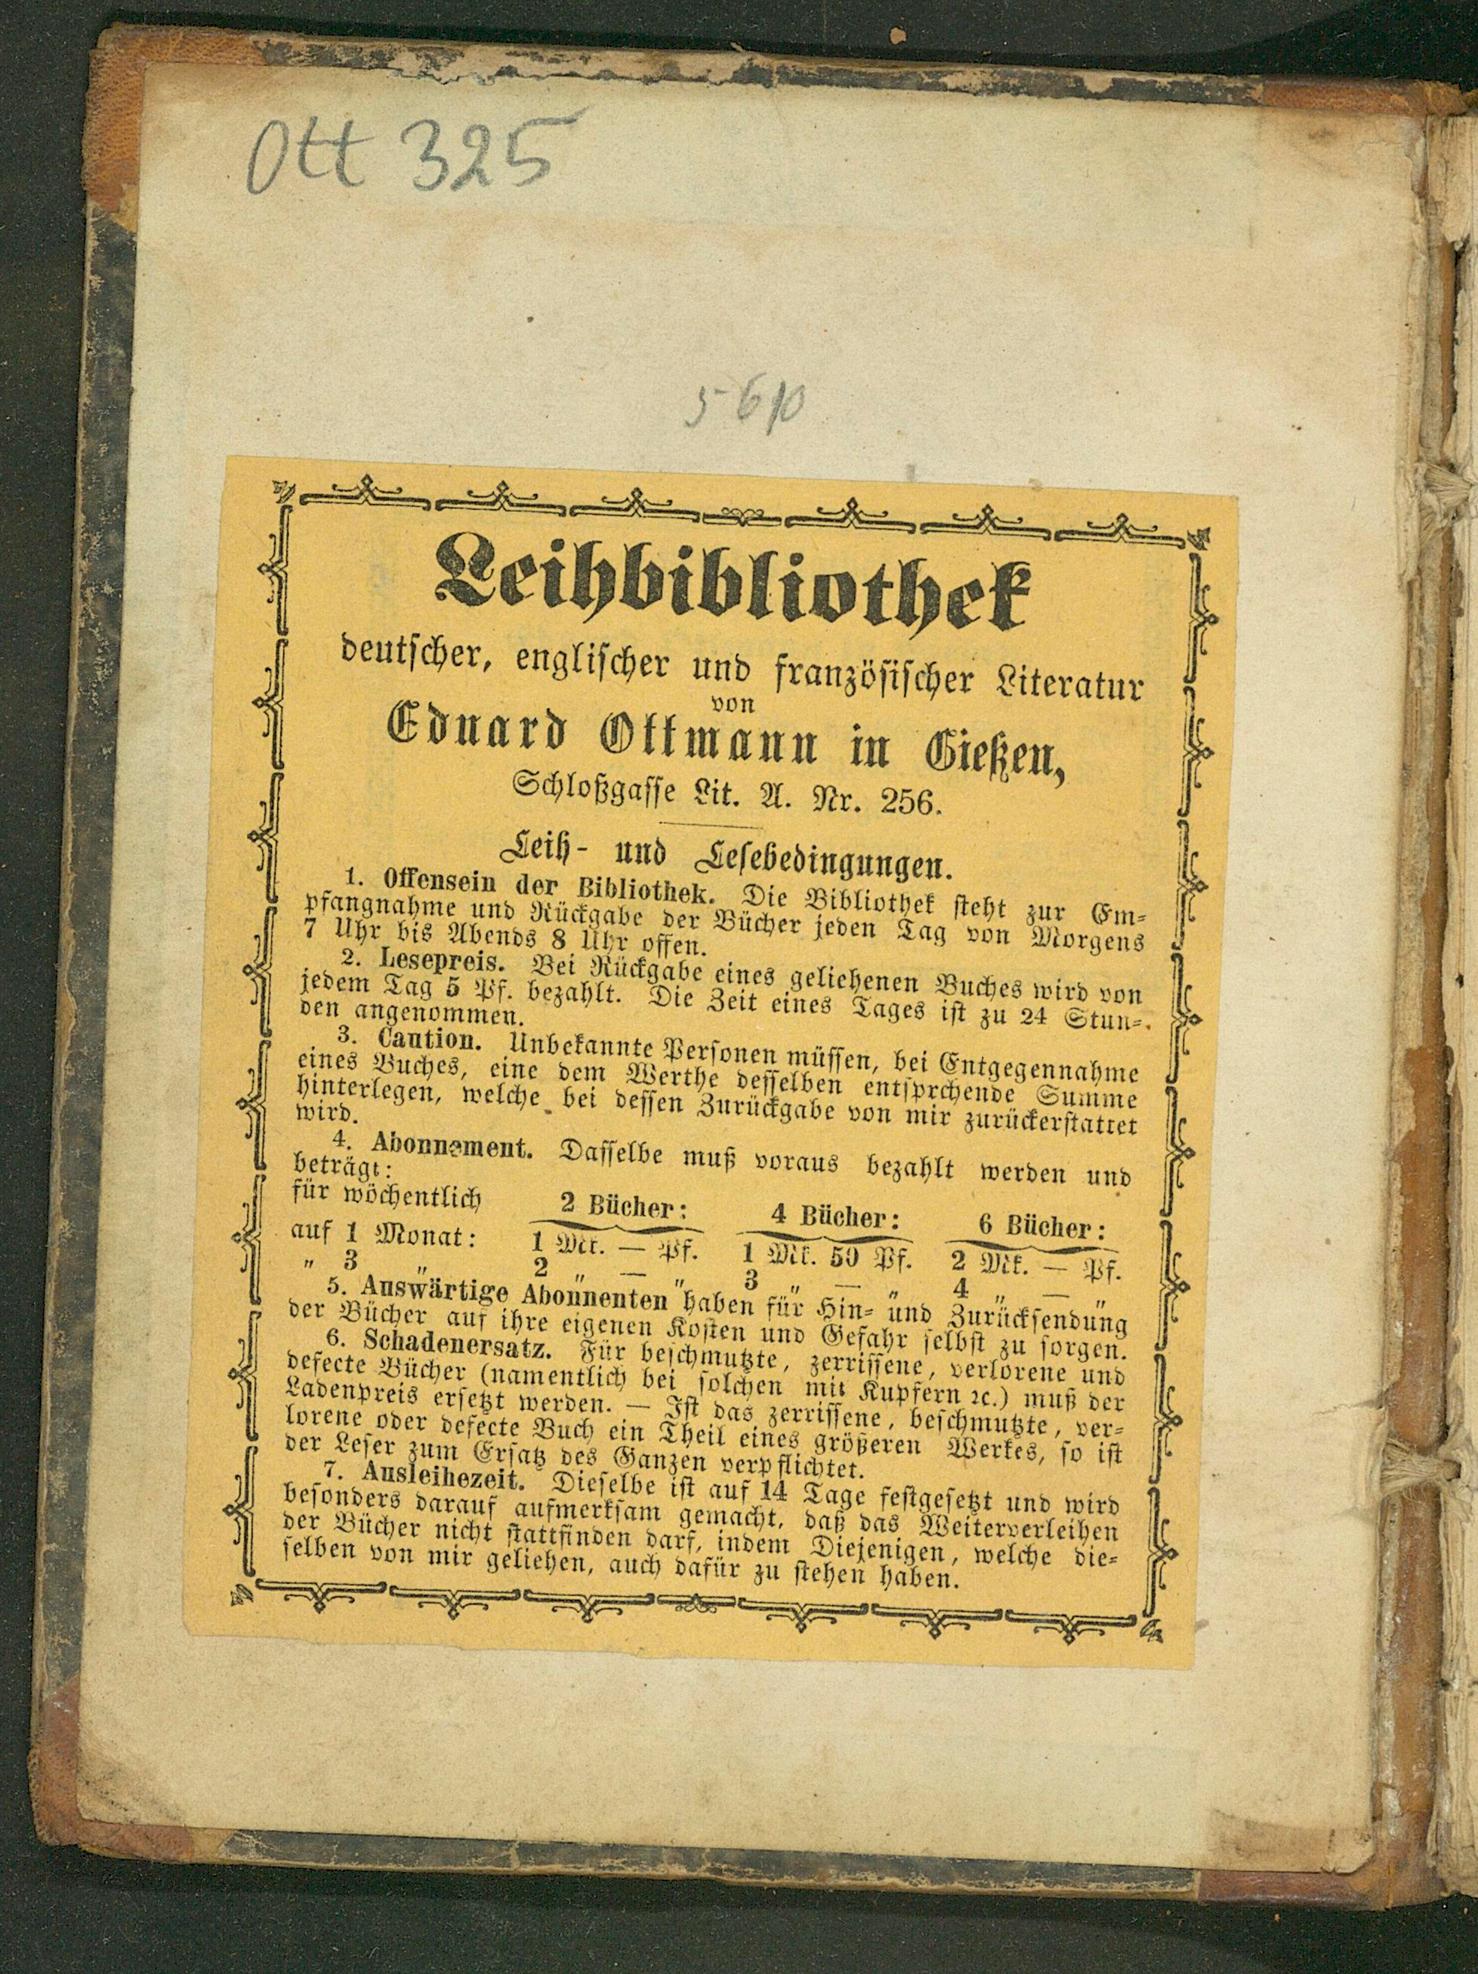 Ott 325
5610
Leihbibliothek
deutscher, englischer und französischer Literatur
von
Eduard Ottmann in Gießen,
Schloßgasse Lit. A. Nr. 256.
Leih- und Lesebedingungen.
1. Offensein der Bibliothek. Die Bibliothek steht zur Em-
pfangnahme und Rückgabe der Bücher jeden Tag von Morgens
7 Uhr bis Abends 8 Uhr offen.
2. Lesepreis. Bei Rückgabe eines geliehenen Buches wird von
jedem Tag 5 Pf. bezahlt. Die Zeit eines Tages ist zu 24 Stun-
den angenommen.
3. Caution. Unbekannte Personen müssen, bei Entgegennahme
eines Buches, eine dem Werthe desselben entsprchende Summe
hinterlegen, welche bei dessen Zurückgabe von mir zurückerstattet
wird.
4. Abonnement. Dasselbe muß voraus bezahlt werden und
beträgt:
für wöchentlich 2 Bücher: 4 Bücher: 6 Bücher:
auf 1 Monat: 1 Mk. — Pf. 1 Mk. 50 Pf. 2 Mk. — Pf.
" 3 " 2 " — " 3 " — " 4 " — "
5. Auswärtige Abonnenten haben für Hin- und Zurücksendung
der Bücher auf ihre eigenen Kosten und Gefahr selbst zu sorgen.
6. Schadenersatz. Für beschmutzte, zerrissene, verlorene und
defecte Bücher (namentlich bei solchen mit Kupfern ꝛc.) muß der
Ladenpreis ersetzt werden. — Ist das zerrissene, beschmutzte, ver-
lorene oder defecte Buch ein Theil eines größeren Werkes, so ist
der Leser zum Ersatz des Ganzen verpflichtet.
7. Ausleihezeit. Dieselbe ist auf 14 Tage festgesetzt und wird
besonders darauf aufmerksam gemacht, daß das Weiterverleihen
der Bücher nicht stattfinden darf, indem Diejenigen, welche die-
selben von mir geliehen, auch dafür zu stehen haben.